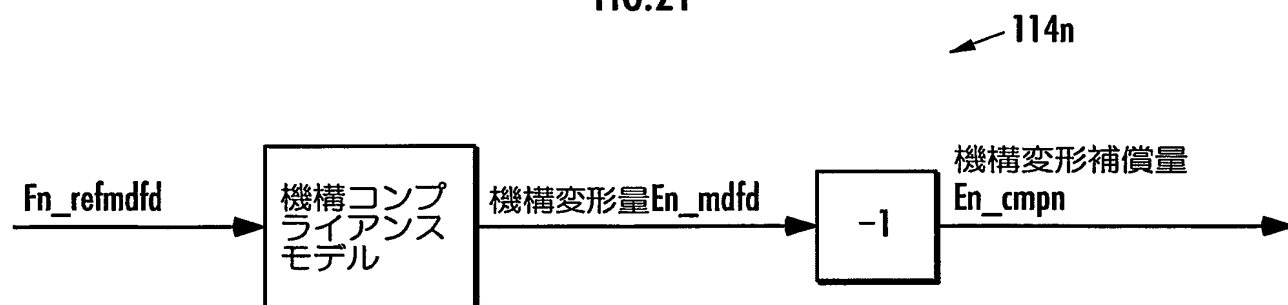 114n
Fn_refmdfd
機構コンプ
ライアンス
モデル
機構変形量En_mdfd
-1
機構変形補償量
En_cmpn